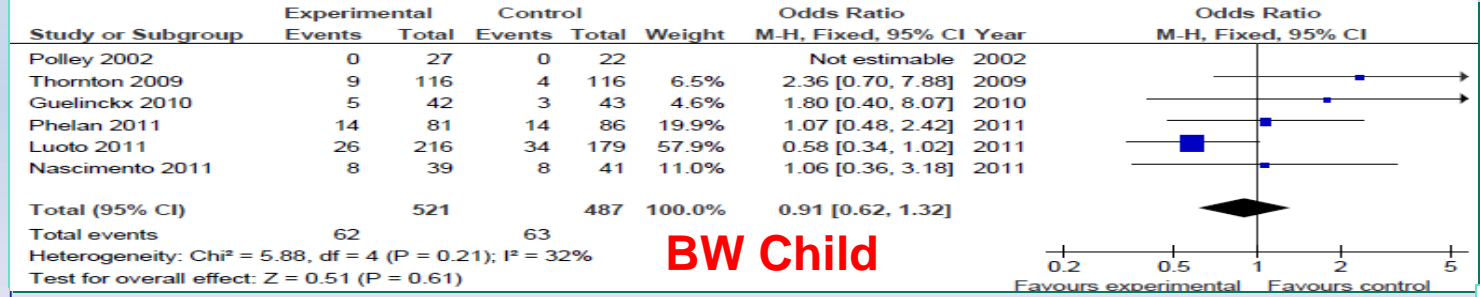 Experimental Control Odds Ratio Odds Ratio
Study or Subgroup Events Total Events Total Weight M-H, Fixed, 95% CI Year M-H, Fixed, 95% CI
Polley 2002 0 27 0 22 Not estimable 2002
Thornton 2009 9 116 4 116 6.5% 2.36 [0.70, 7.88] 2009
Guelinckx 2010 5 42 3 43 4.6% 1.80 [0.40, 8.07] 2010
Phelan 2011 14 81 14 86 19.9% 1.07 [0.48, 2.42] 2011
Luoto 2011 26 216 34 179 57.9% 0.58 [0.34, 1.02] 2011
Nascimento 2011 8 39 8 41 11.0% 1.06 [0.36, 3.18] 2011
Total (95% CI) 521 487 100.0% 0.91 [0.62, 1.32]
Total events 62 63
Heterogeneity: Chi² = 5.88, df = 4 (P = 0.21); I² = 32%
Test for overall effect: Z = 0.51 (P = 0.61)
BW Child
0.2 0.5 1 2 5
Favours experimental Favours control